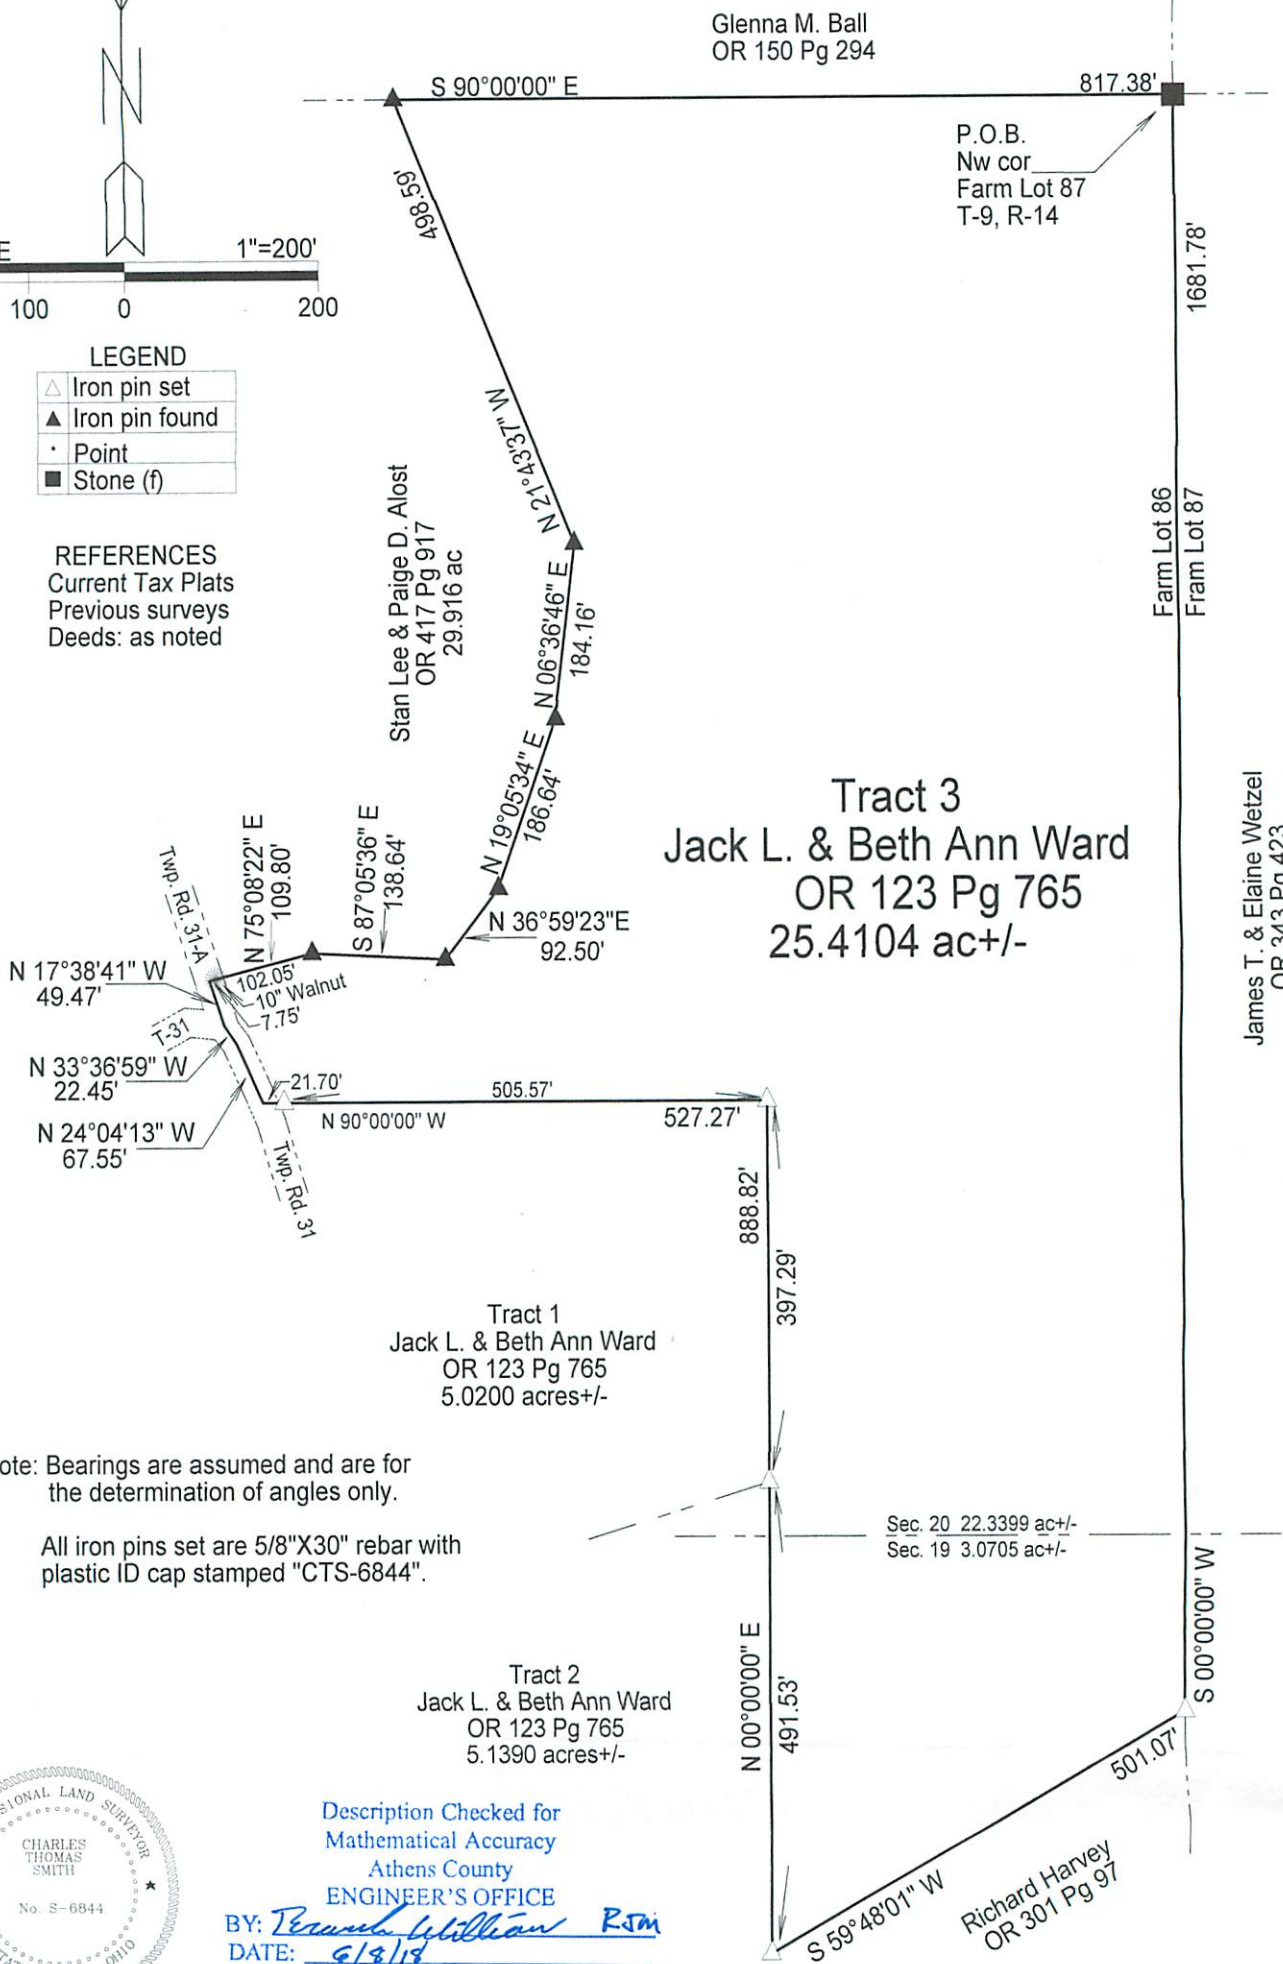 Glenna M. Ball
OR 150 Pg 294
S 90°00'00" E
817.38'
P.O.B.
Nw cor
Farm Lot 87
T-9, R-14
N
E
1"=200'
100 0 200
LEGEND
Iron pin set
Iron pin found
Point
Stone (f)
REFERENCES
Current Tax Plats
Previous surveys
Deeds: as noted
498.59'
N 21°43'37" W
1681.78'
Farm Lot 86
Fram Lot 87
Stan Lee & Paige D. Alost
OR 417 Pg 917
29.916 ac
N 06°36'46" E
184.16'
N 19°05'34" E
186.64'
Tract 3
Jack L. & Beth Ann Ward
OR 123 Pg 765
25.4104 ac+/-
James T. & Elaine Wetzel
OR 343 Pg 423
Twp. Rd. 31-A
N 75°08'22" E
109.80'
S 87°05'36" E
138.64'
N 36°59'23"E
92.50'
N 17°38'41" W
49.47'
102.05'
10" Walnut
7.75'
T-31
N 33°36'59" W
22.45'
21.70'
505.57'
N 90°00'00" W
527.27'
N 24°04'13" W
67.55'
Twp. Rd. 31
888.82'
397.29'
Tract 1
Jack L. & Beth Ann Ward
OR 123 Pg 765
5.0200 acres+/-
ote: Bearings are assumed and are for
the determination of angles only.
All iron pins set are 5/8"X30" rebar with
plastic ID cap stamped "CTS-6844".
Sec. 20 22.3399 ac+/-
Sec. 19 3.0705 ac+/-
S 00°00'00" W
N 00°00'00" E
491.53'
Tract 2
Jack L. & Beth Ann Ward
OR 123 Pg 765
5.1390 acres+/-
501.07'
S 59°48'01" W
Richard Harvey
OR 301 Pg 97
SIONAL LAND SURVEYOR
CHARLES
THOMAS
SMITH
No. S-6844
OHIO
Description Checked for
Mathematical Accuracy
Athens County
ENGINEER'S OFFICE
BY:
DATE: 6/8/18